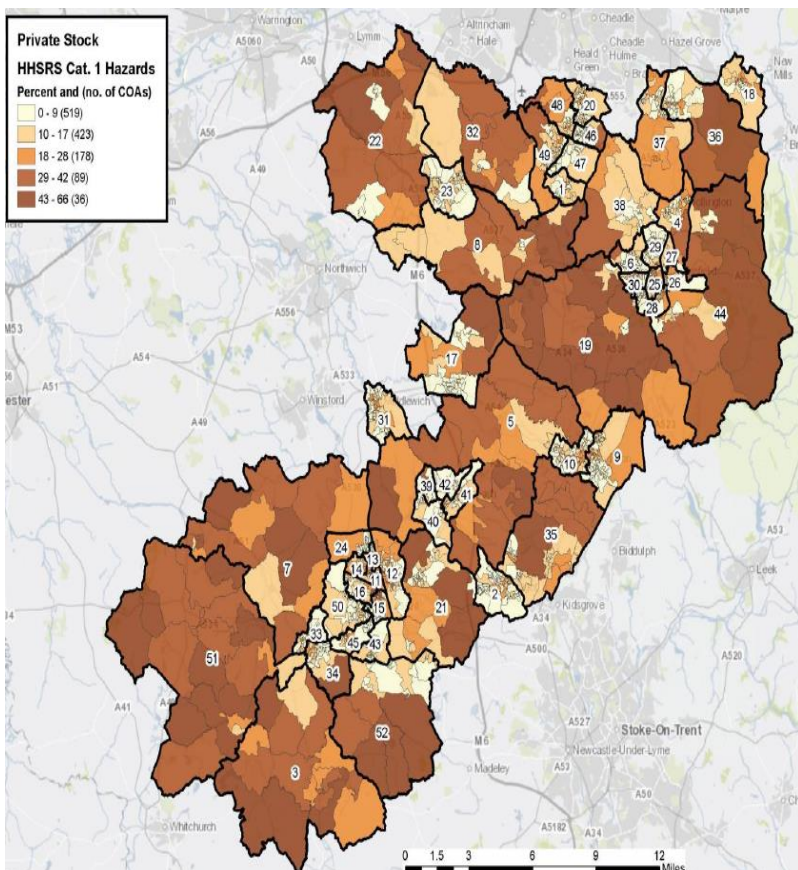 Private Stock
HHSRS Cat. 1 Hazards
Percent and (no. of COAs)
0 - 9 (519)
10 - 17 (423)
18 - 28 (178)
29 - 42 (89)
43 - 66 (36)
Warrington
Lymm
Altrincham
Hale
Cheadle
Heald
Green
Cheadle
Hulme
Hazel Grove
New
Mills
A5060
A50
A49
A555
48
20
18
22
32
46
37
36
49
47
23
1
38
4
8
29
6
27
30
25
26
28
44
19
Northwich
M6
A556
M53
A54
A51
A533
Winsford
A49
17
31
5
9
10
39
42
41
40
35
A53
Biddulph
Leek
7
24
13
14
11
12
16
50
15
21
2
Kidsgrove
A34
33
45
43
34
51
A500
A520
A41
52
M6
A527
Stoke-On-Trent
Newcastle-Under-Lyme
Madeley
A53
3
A50
Whitchurch
A5182
A34
0 1.5 3 6 9 12
Miles